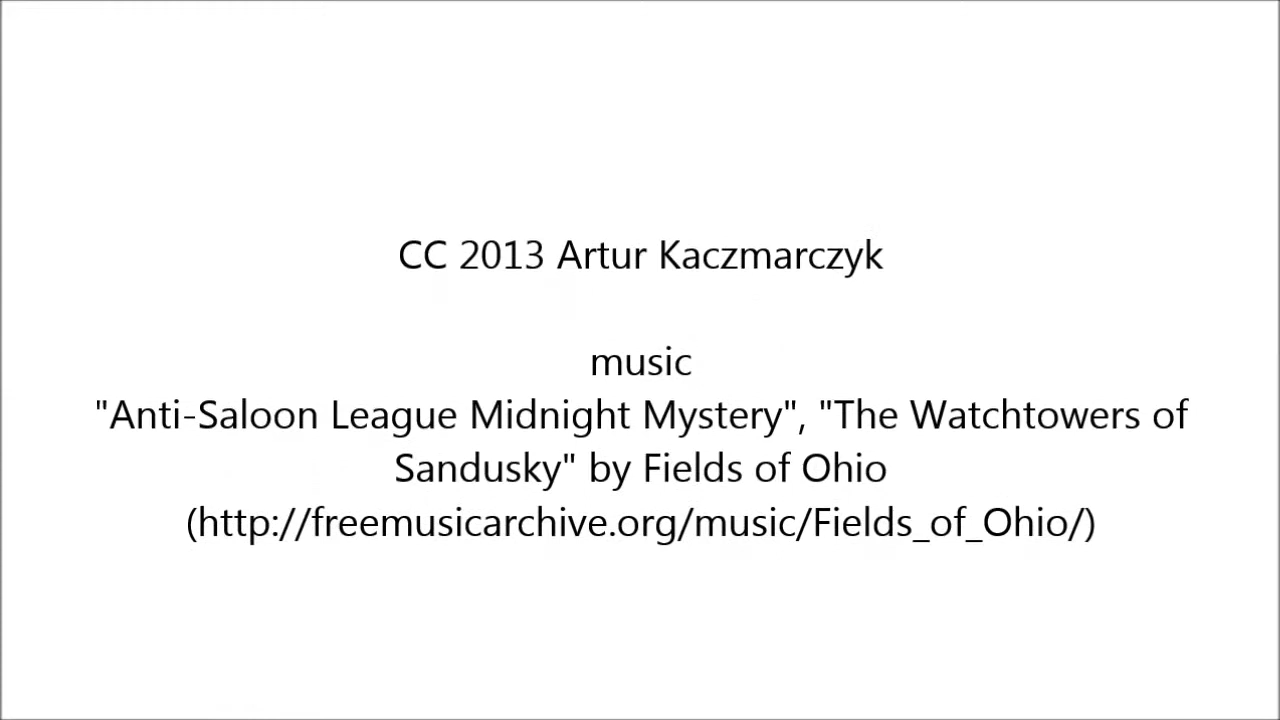 CC 2013 Artur Kaczmarczyk
music
"Anti-Saloon League Midnight Mystery", "The Watchtowers of
Sandusky" by Fields of Ohio
(http://freemusicarchive.org/music/Fields_of_Ohio/)